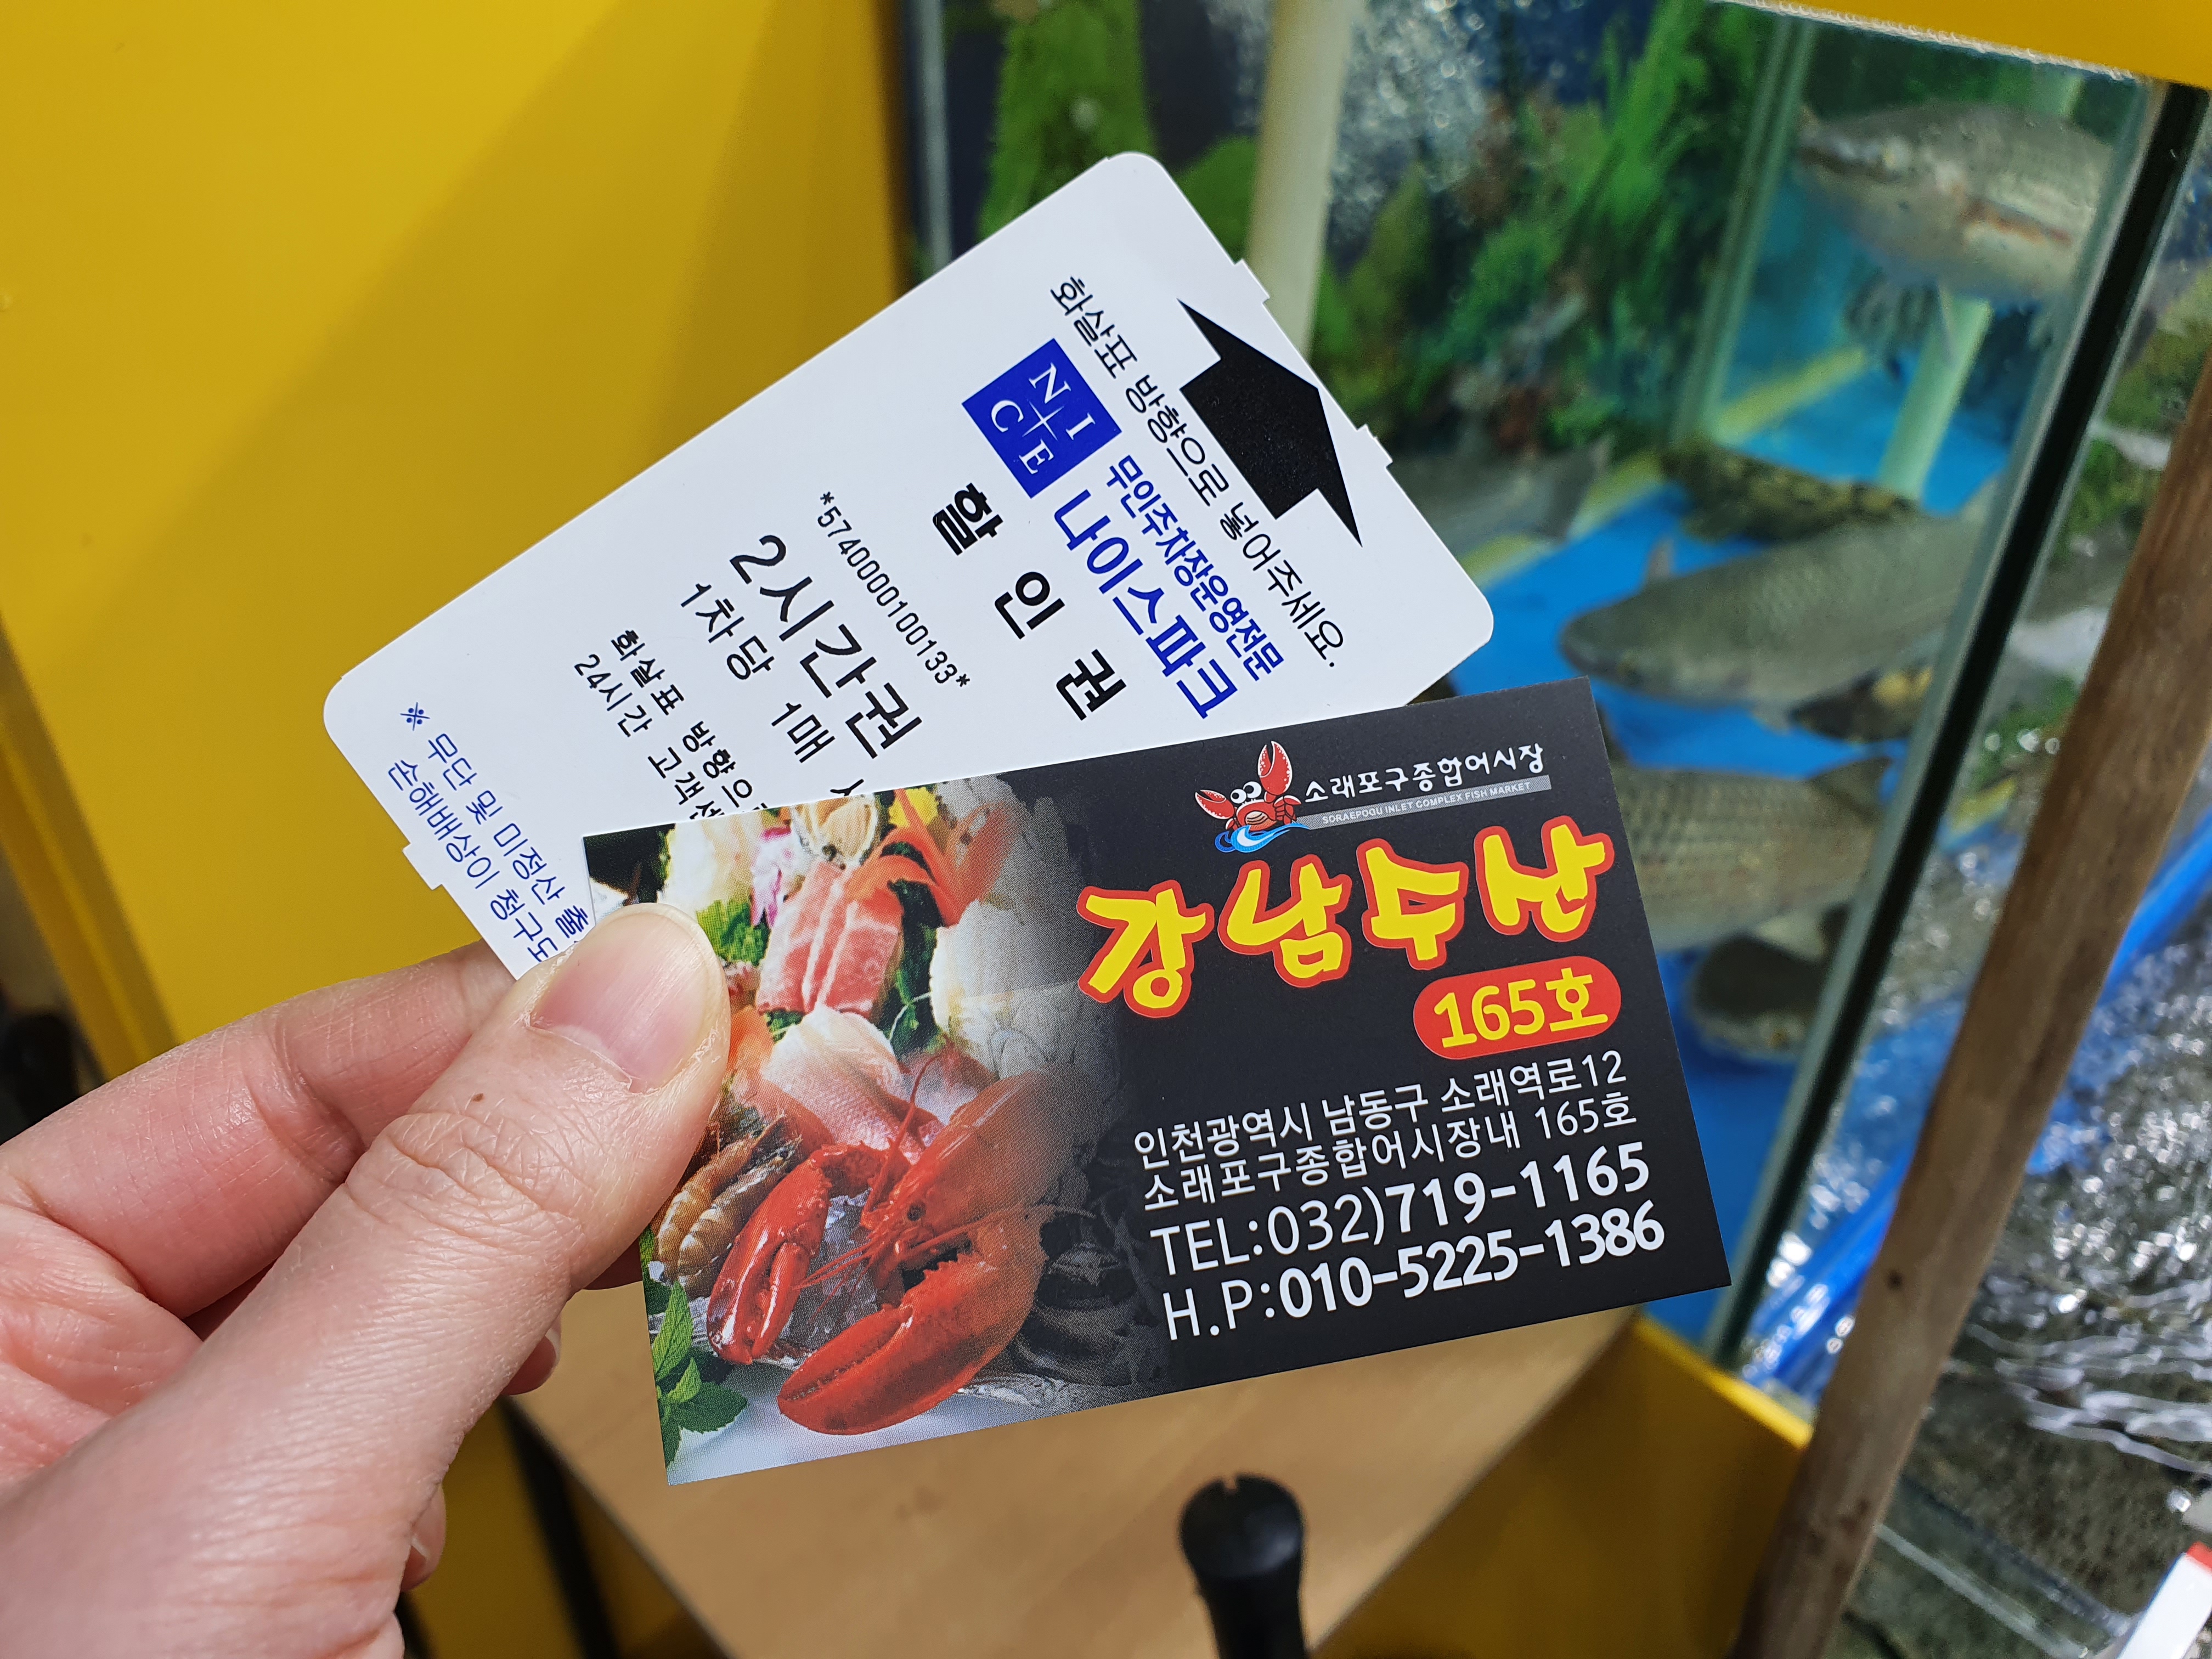 화살표 방향으로 넣어주세요.
NICE
무인주차장운영전문
나이스파크
할인권
*5740000100133*
2시간권
1차당 1매
화살표 방향으
24시간 고객센
※ 무단 및 미정산 출
손해배상이 청구되
소래포구종합어시장
SORAEPOGU INLET COMPLEX FISH MARKET
강남수산
165호
인천광역시 남동구 소래역로12
소래포구종합어시장내 165호
TEL:032)719-1165
H.P:010-5225-1386